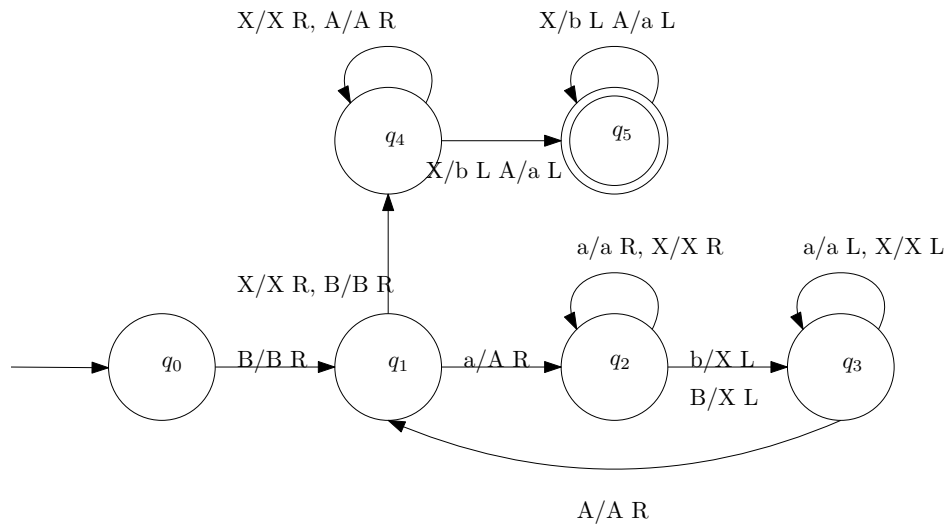 X/X R, A/A R
X/b L A/a L
q4
q5
X/b L A/a L
a/a R, X/X R
a/a L, X/X L
X/X R, B/B R
q0
B/B R
q1
a/A R
q2
b/X L
q3
B/X L
A/A R